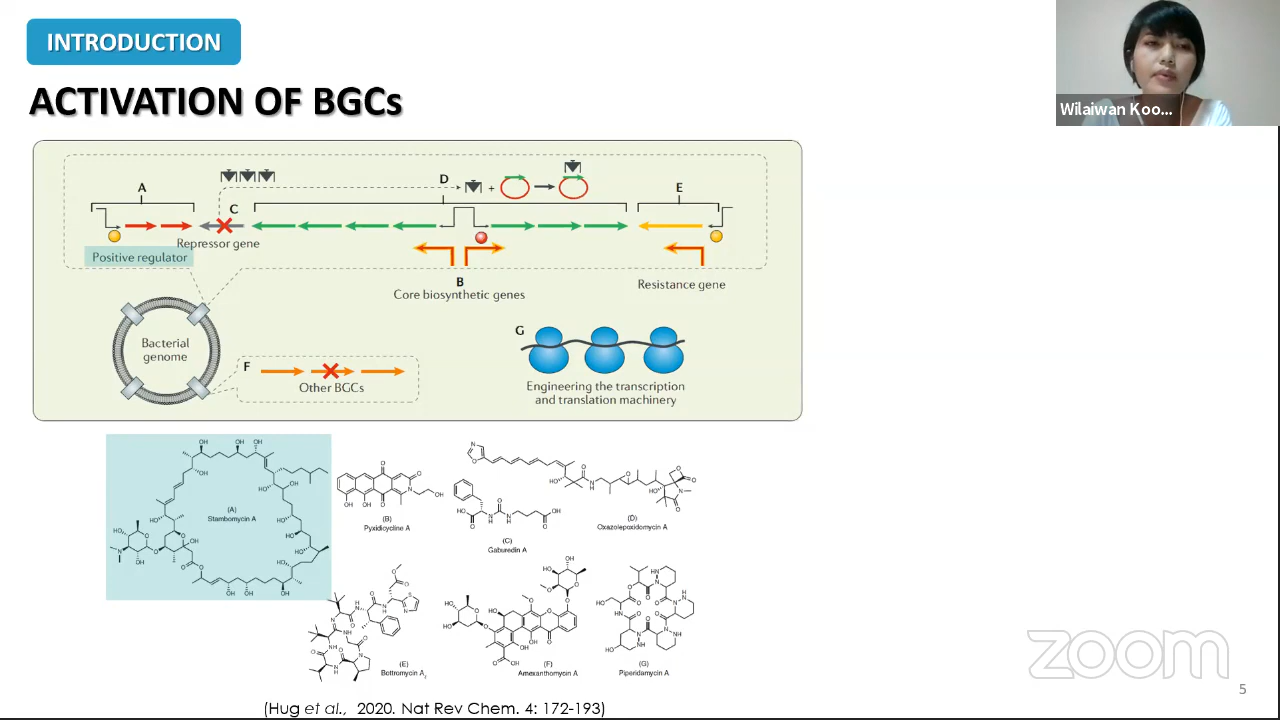 INTRODUCTION
ACTIVATION OF BGCs
Wilaiwan Koo...
A
C
D
+
E
Repressor gene
Positive regulator
B
Core biosynthetic genes
Resistance gene
Bacterial
genome
F
Other BGCs
G
Engineering the transcription
and translation machinery
(A)
Stambomycin A
(B)
Pyxidicycline A
(C)
Gaburedin A
(D)
Oxazolepoxidomycin A
(E)
Bottromycin A2
(F)
Amexanthomycin A
(G)
Piperidamycin A
zoom
5
(Hug et al., 2020. Nat Rev Chem. 4: 172-193)